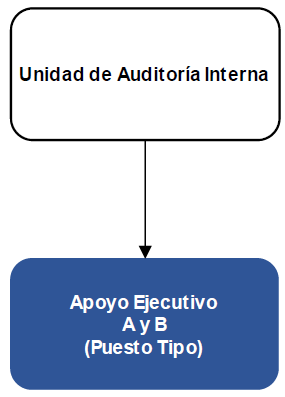 Unidad de Auditoría Interna
Apoyo Ejecutivo
A y B
(Puesto Tipo)